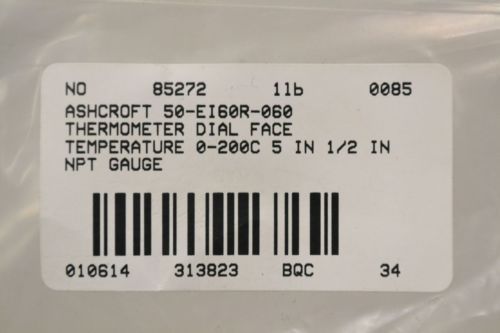 NO 85272 11b 0085
ASHCROFT 50-EI60R-060
THERMOMETER DIAL FACE
TEMPERATURE 0-200C 5 IN 1/2 IN
NPT GAUGE
010614 313823 BQC 34